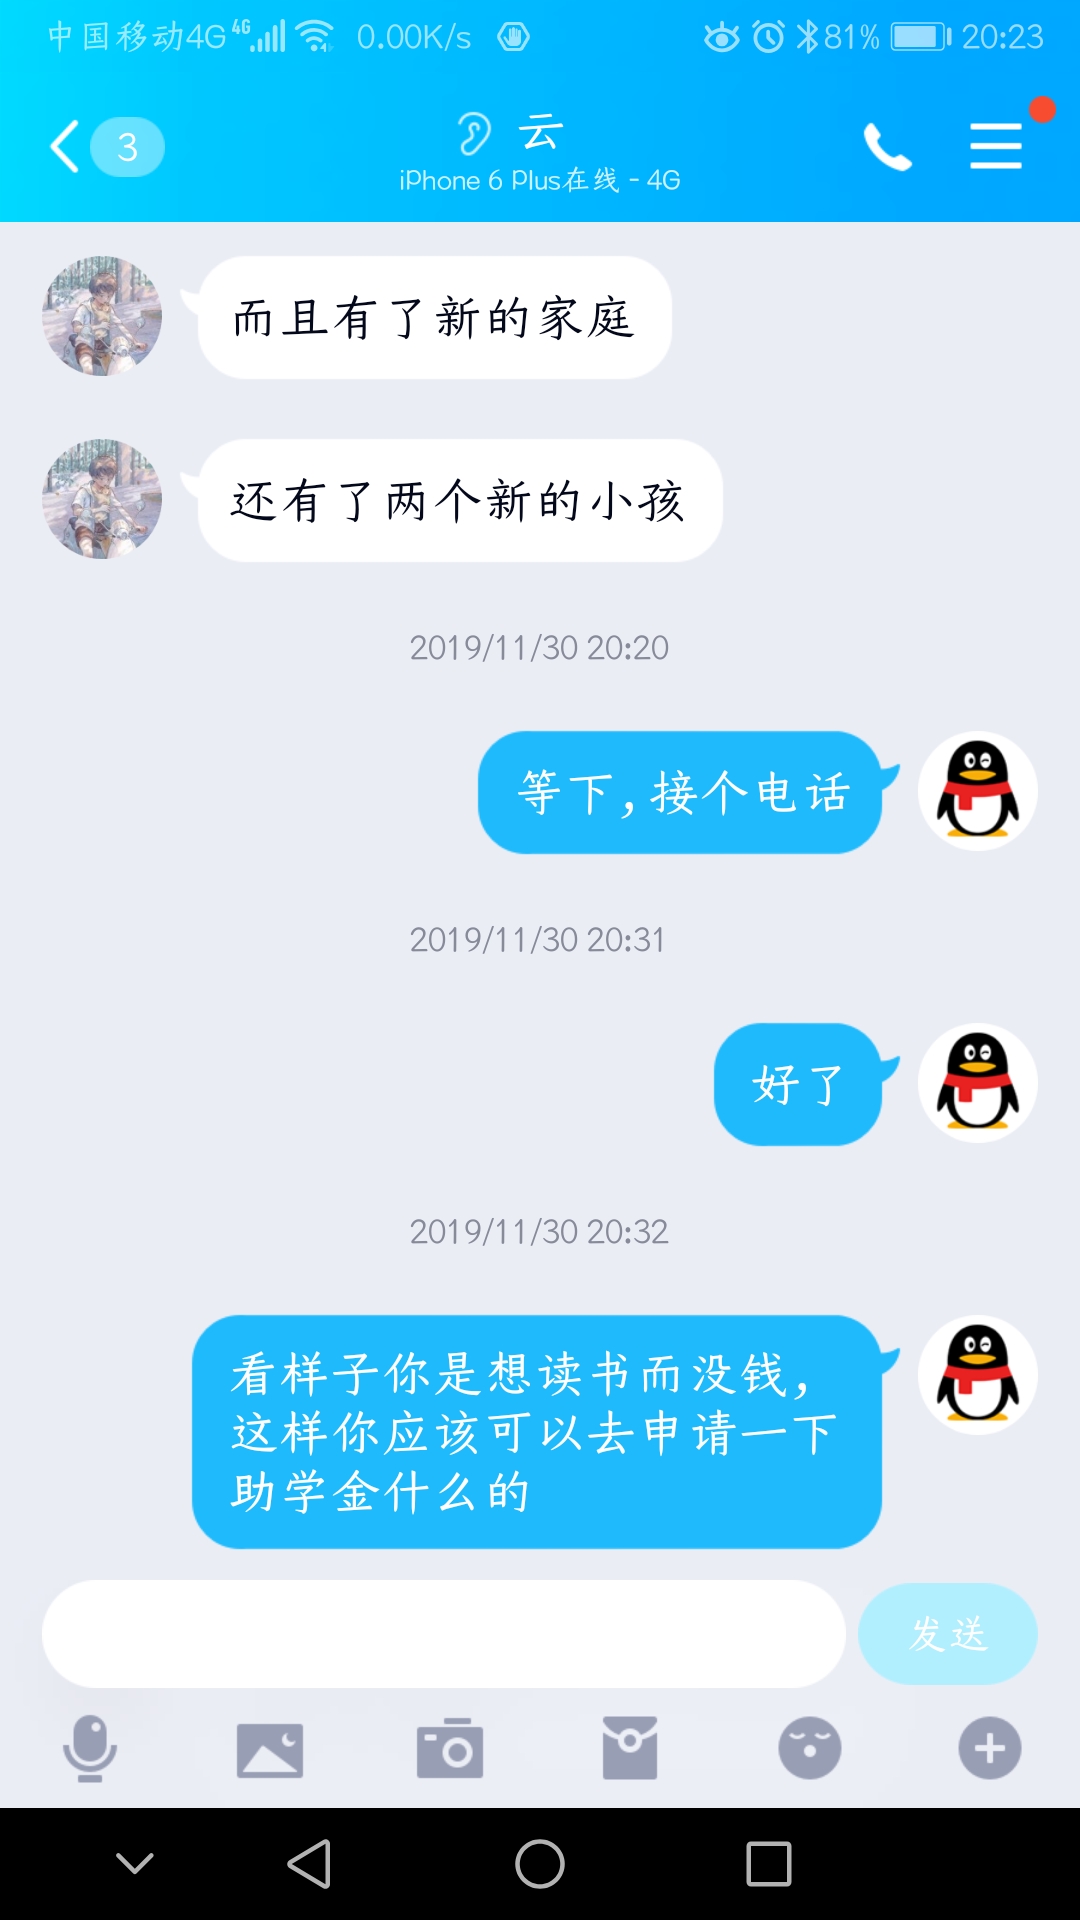 中国移动4G 4G 0.00K/s 81% 20:23
3 云
iPhone 6 Plus在线 - 4G
而且有了新的家庭
还有了两个新的小孩
2019/11/30 20:20
等下,接个电话
2019/11/30 20:31
好了
2019/11/30 20:32
看样子你是想读书而没钱,
这样你应该可以去申请一下
助学金什么的
发送